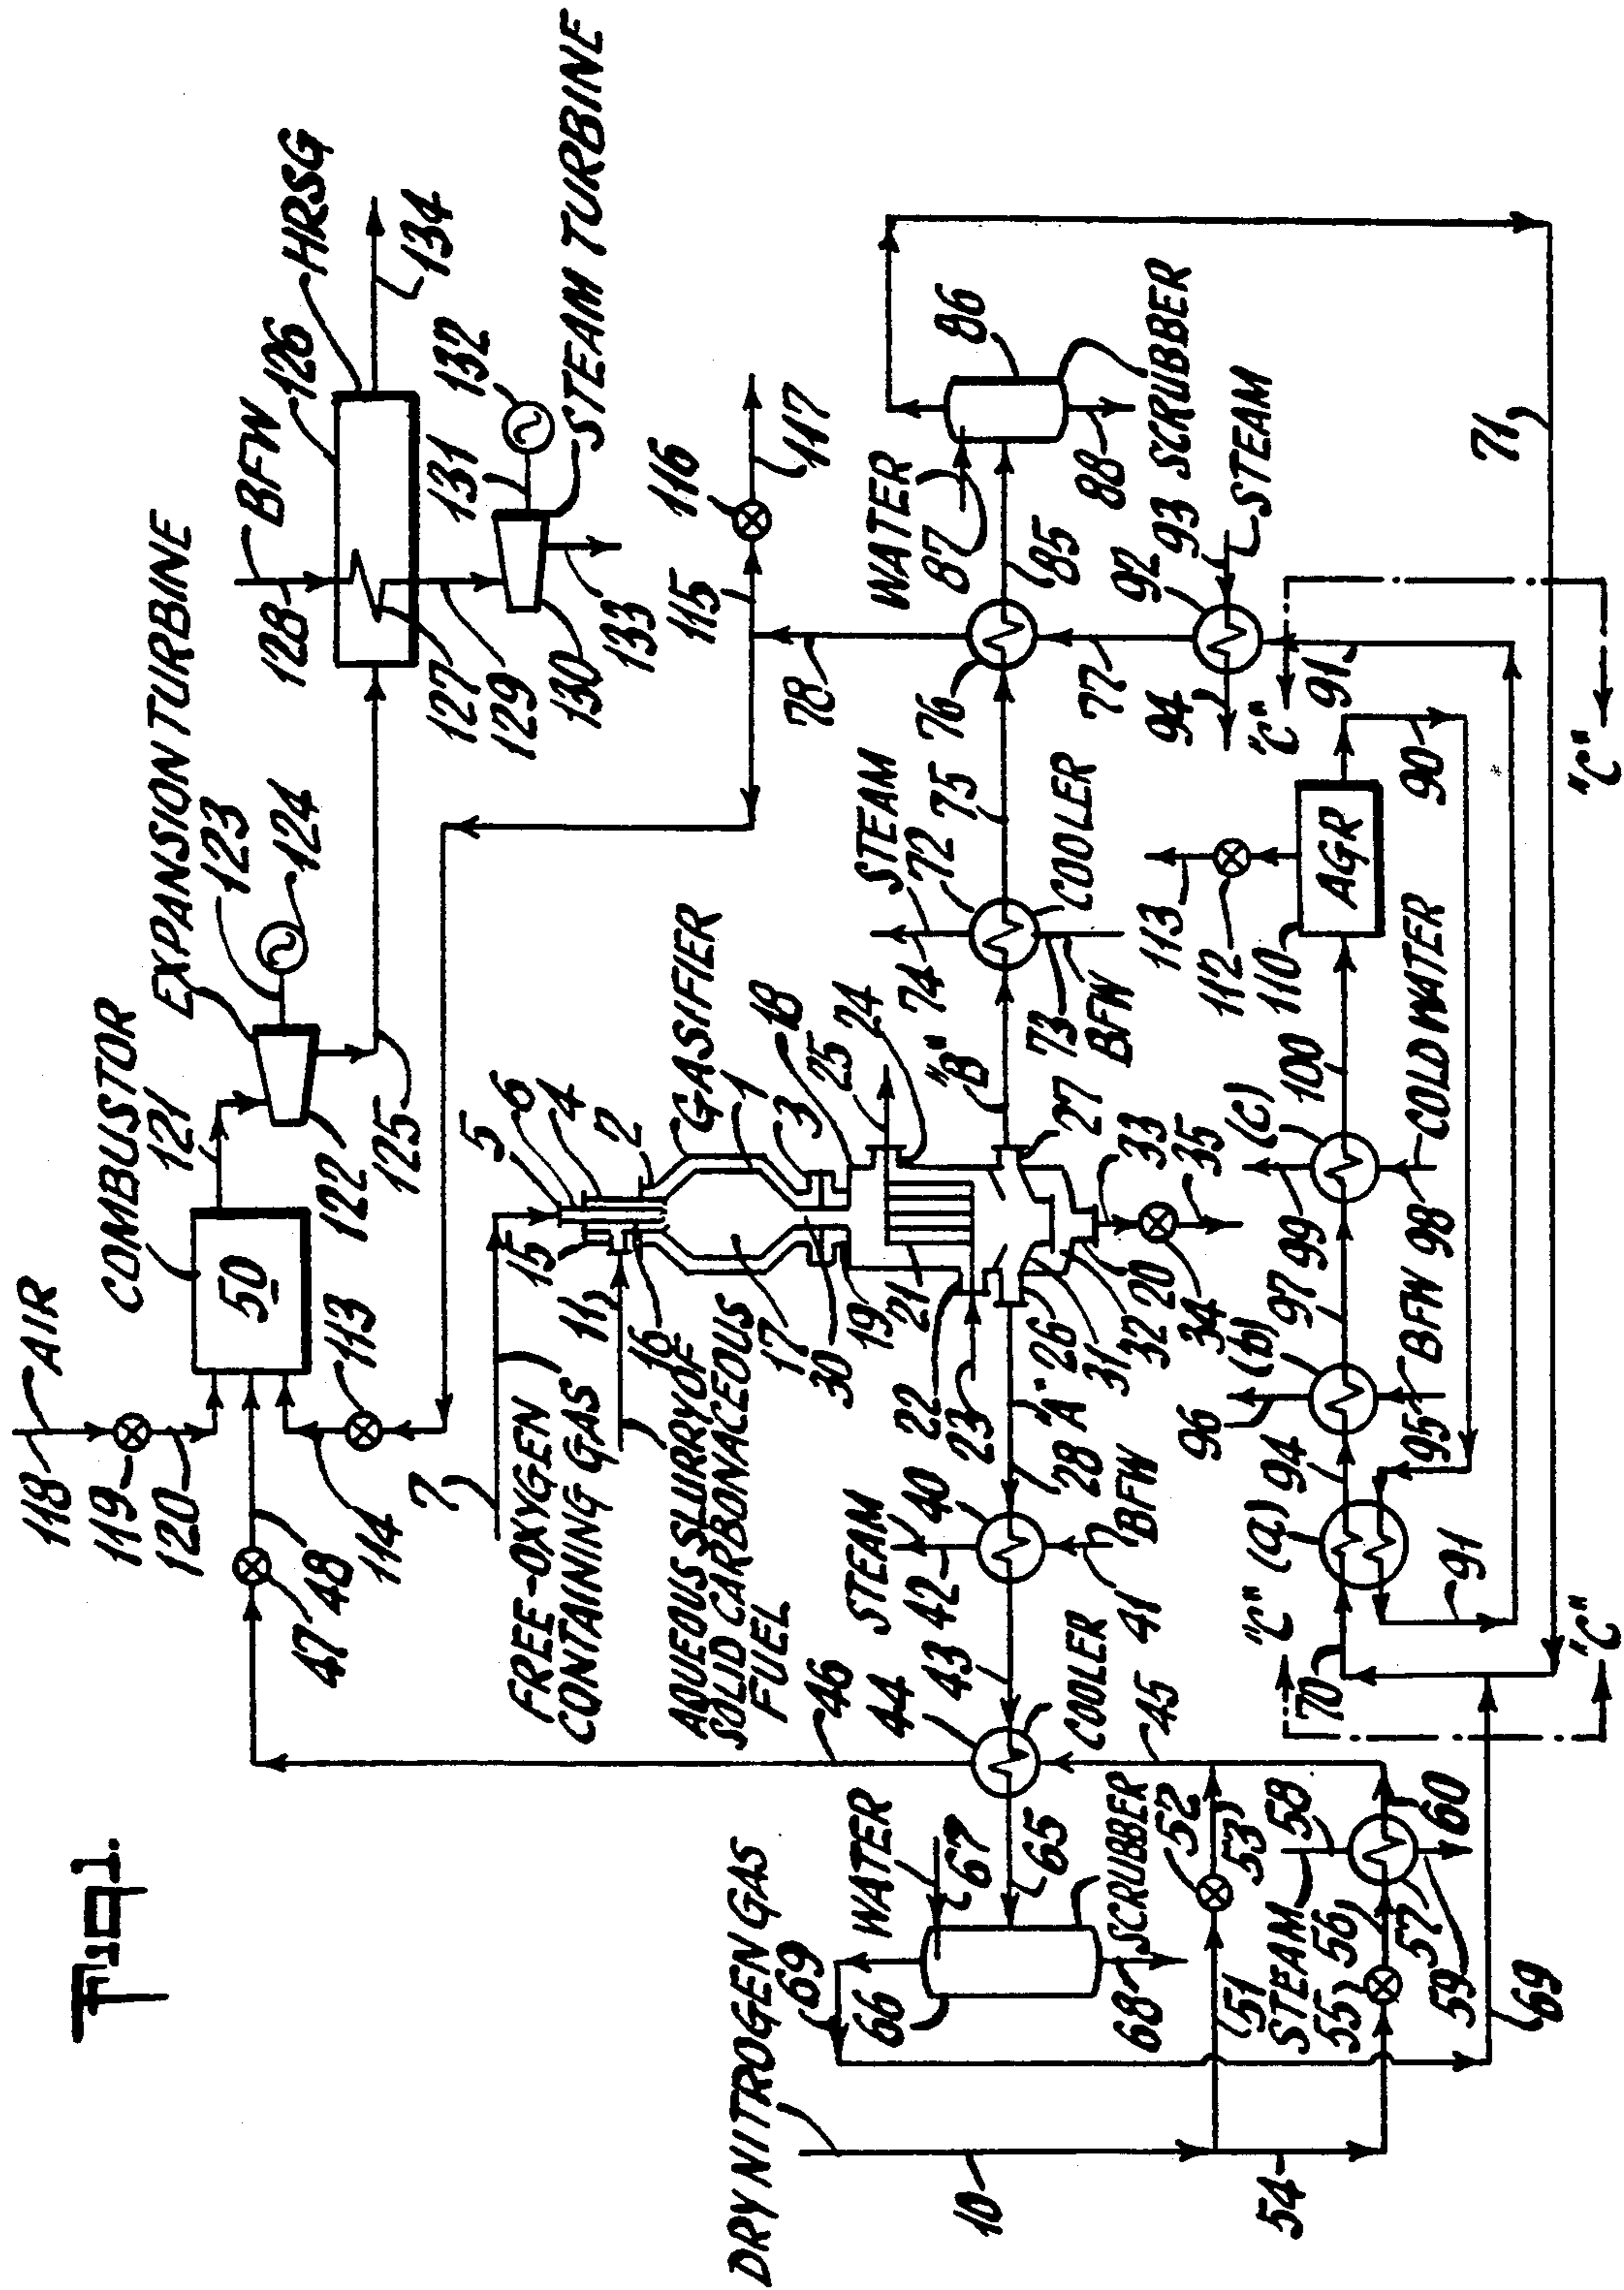 Fig. 1.
118
AIR
119
120
COMBUSTOR
50
121
EXPANSION TURBINE
123
124
122
125
128
BFW
126
HRSG
134
127
129
131
132
130
133
STEAM TURBINE
47
48
114
113
7
FREE-OXYGEN
CONTAINING GAS
11
AQUEOUS SLURRY OF
SOLID CARBONACEOUS
FUEL
5
6
4
2
15
16
GASIFIER
1
3
17
30
18
19
21
25
24
22
23
26
31
32
20
27
33
34
35
115
116
117
78
46
44
43
STEAM
42
40
28
"A"
41
BFW
COOLER
45
"B"
STEAM
74
72
73
BFW
COOLER
75
76
85
WATER
87
86
88
SCRUBBER
77
92
93
STEAM
94
"C"
91
DRY NITROGEN GAS
69
WATER
66
67
65
68
SCRUBBER
10
51
52
53
54
55
STEAM
56
58
57
59
60
69
"C"
70
(a)
94
96
(b)
97
95
BFW
99
(c)
100
98
COLD WATER
113
112
110
AGR
90
91
71
"C"
"C"